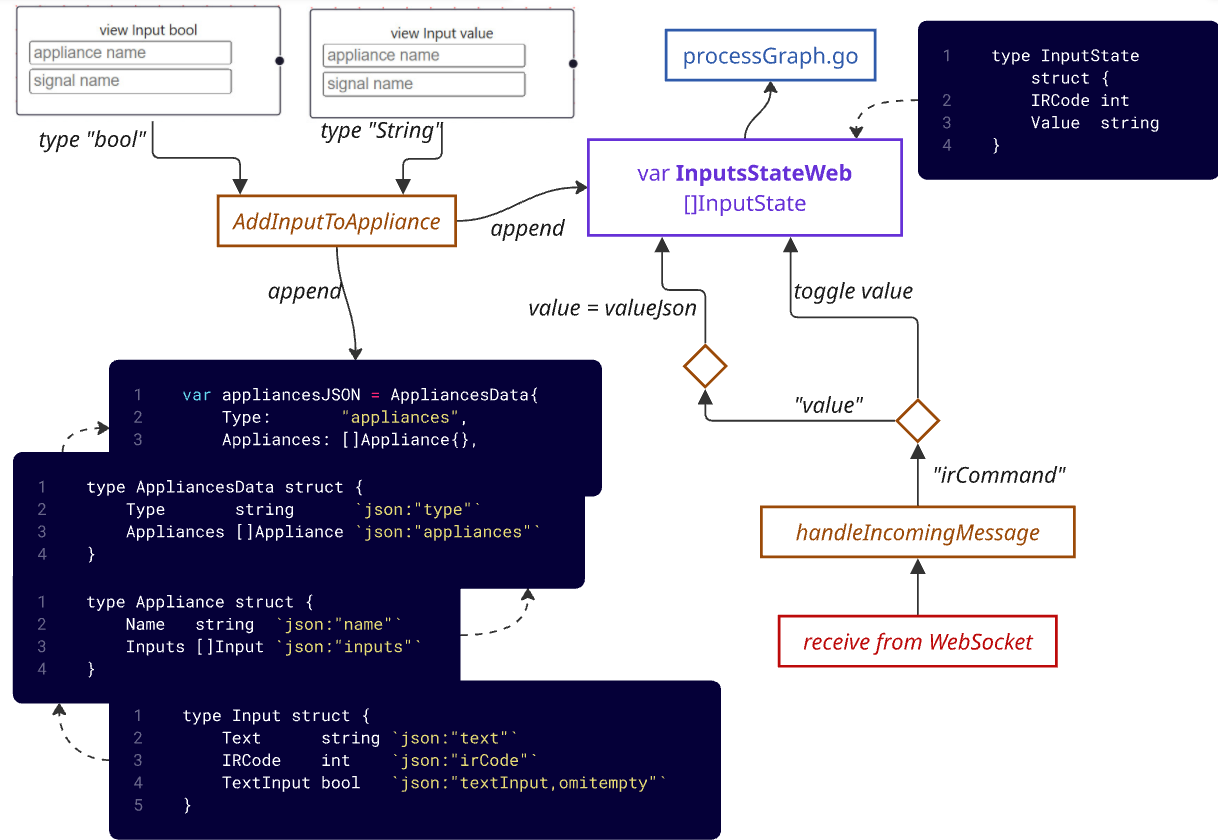 view Input bool
appliance name
signal name
view Input value
appliance name
signal name
type "bool"
type "String"
AddInputToAppliance
append
append
processGraph.go
var InputsStateWeb
[]InputState
1 type InputState
struct {
2 IRCode int
3 Value  string
4 }
value = valueJson
toggle value
"value"
"irCommand"
handleIncomingMessage
receive from WebSocket
1 var appliancesJSON = AppliancesData{
2 Type:       "appliances",
3 Appliances: []Appliance{},
1 type AppliancesData struct {
2 Type       string      `json:"type"`
3 Appliances []Appliance `json:"appliances"`
4 }
1 type Appliance struct {
2 Name   string  `json:"name"`
3 Inputs []Input `json:"inputs"`
4 }
1 type Input struct {
2 Text      string `json:"text"`
3 IRCode    int    `json:"irCode"`
4 TextInput bool   `json:"textInput,omitempty"`
5 }